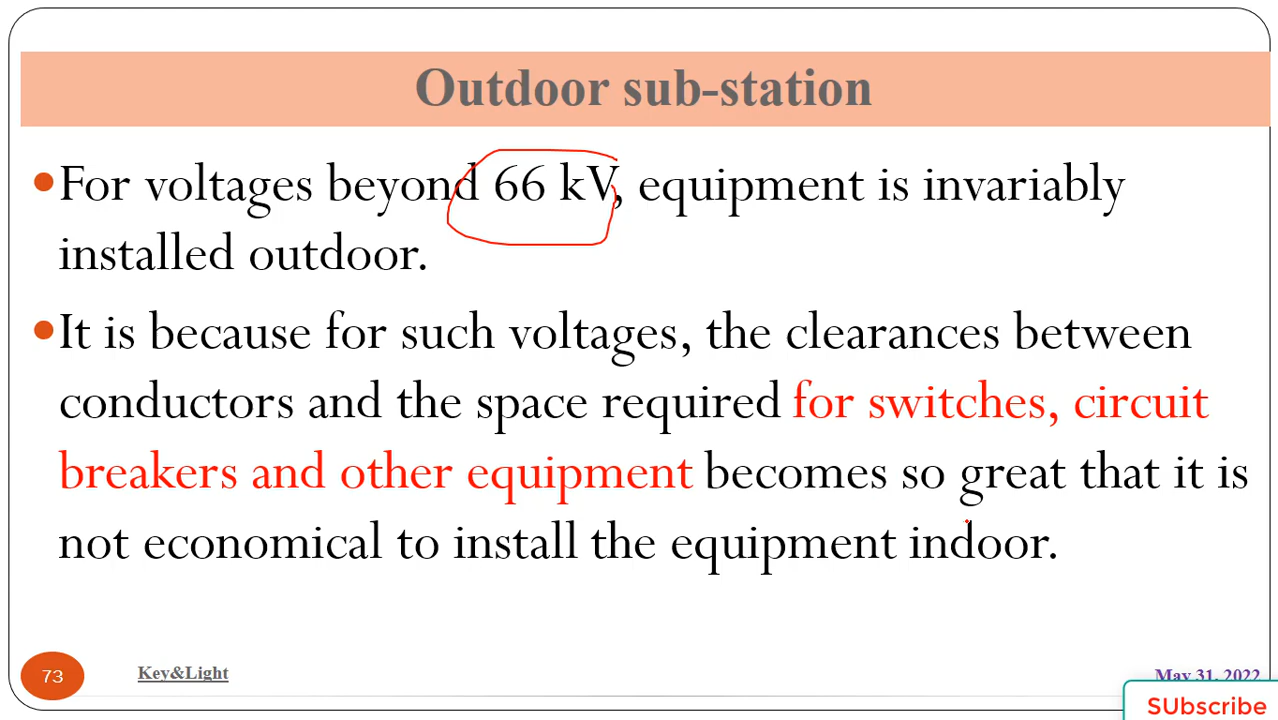 Outdoor sub-station
•For voltages beyond 66 kV, equipment is invariably
installed outdoor.
•It is because for such voltages, the clearances between
conductors and the space required for switches, circuit
breakers and other equipment becomes so great that it is
not economical to install the equipment indoor.
73
Key&Light
May 31, 2022
SUbscribe